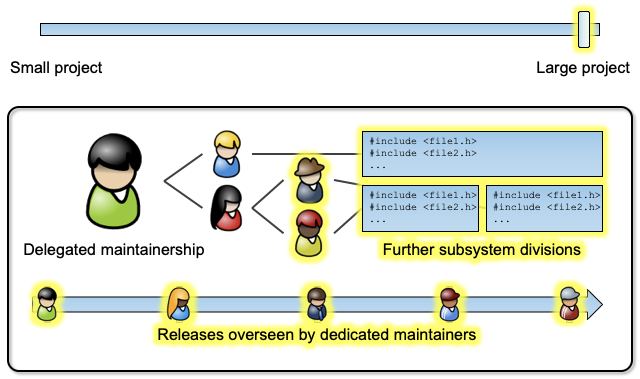 Small project
Large project
#include <file1.h>
#include <file2.h>
...
#include <file1.h>
#include <file2.h>
...
#include <file1.h>
#include <file2.h>
...
Delegated maintainership
Further subsystem divisions
Releases overseen by dedicated maintainers